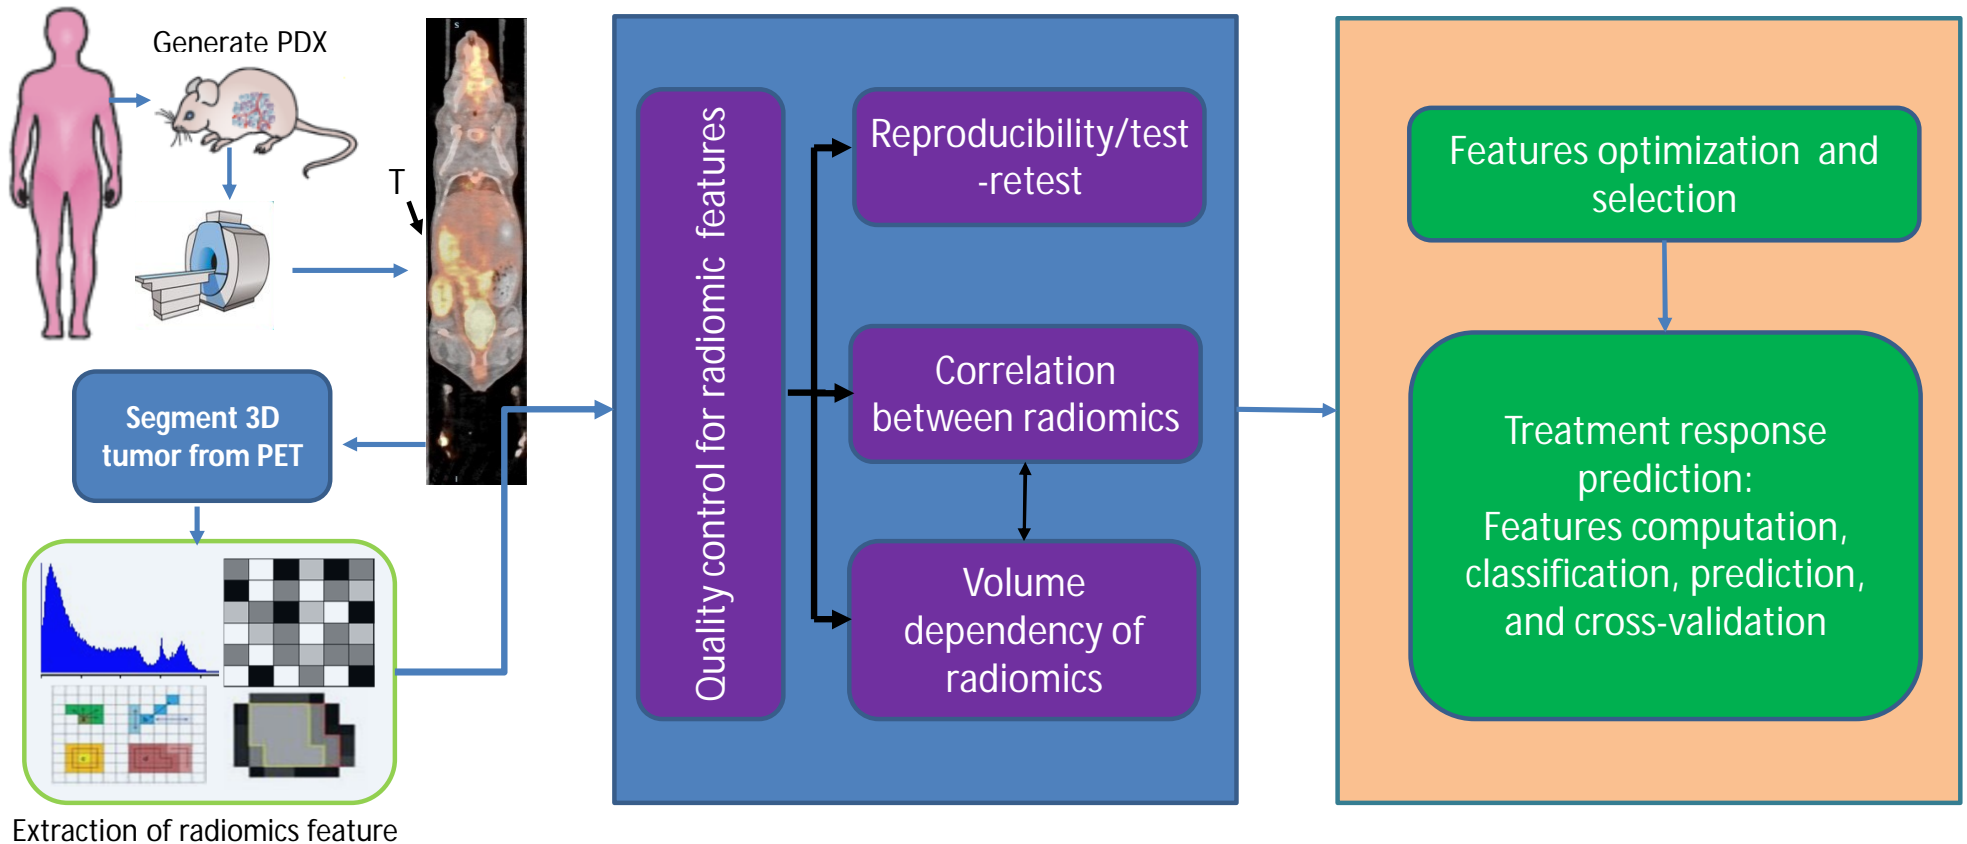 Generate PDX
T
Segment 3D
tumor from PET
Extraction of radiomics feature
Quality control for radiomic features
Reproducibility/test
-retest
Correlation
between radiomics
Volume
dependency of
radiomics
Features optimization and
selection
Treatment response
prediction:
Features computation,
classification, prediction,
and cross-validation